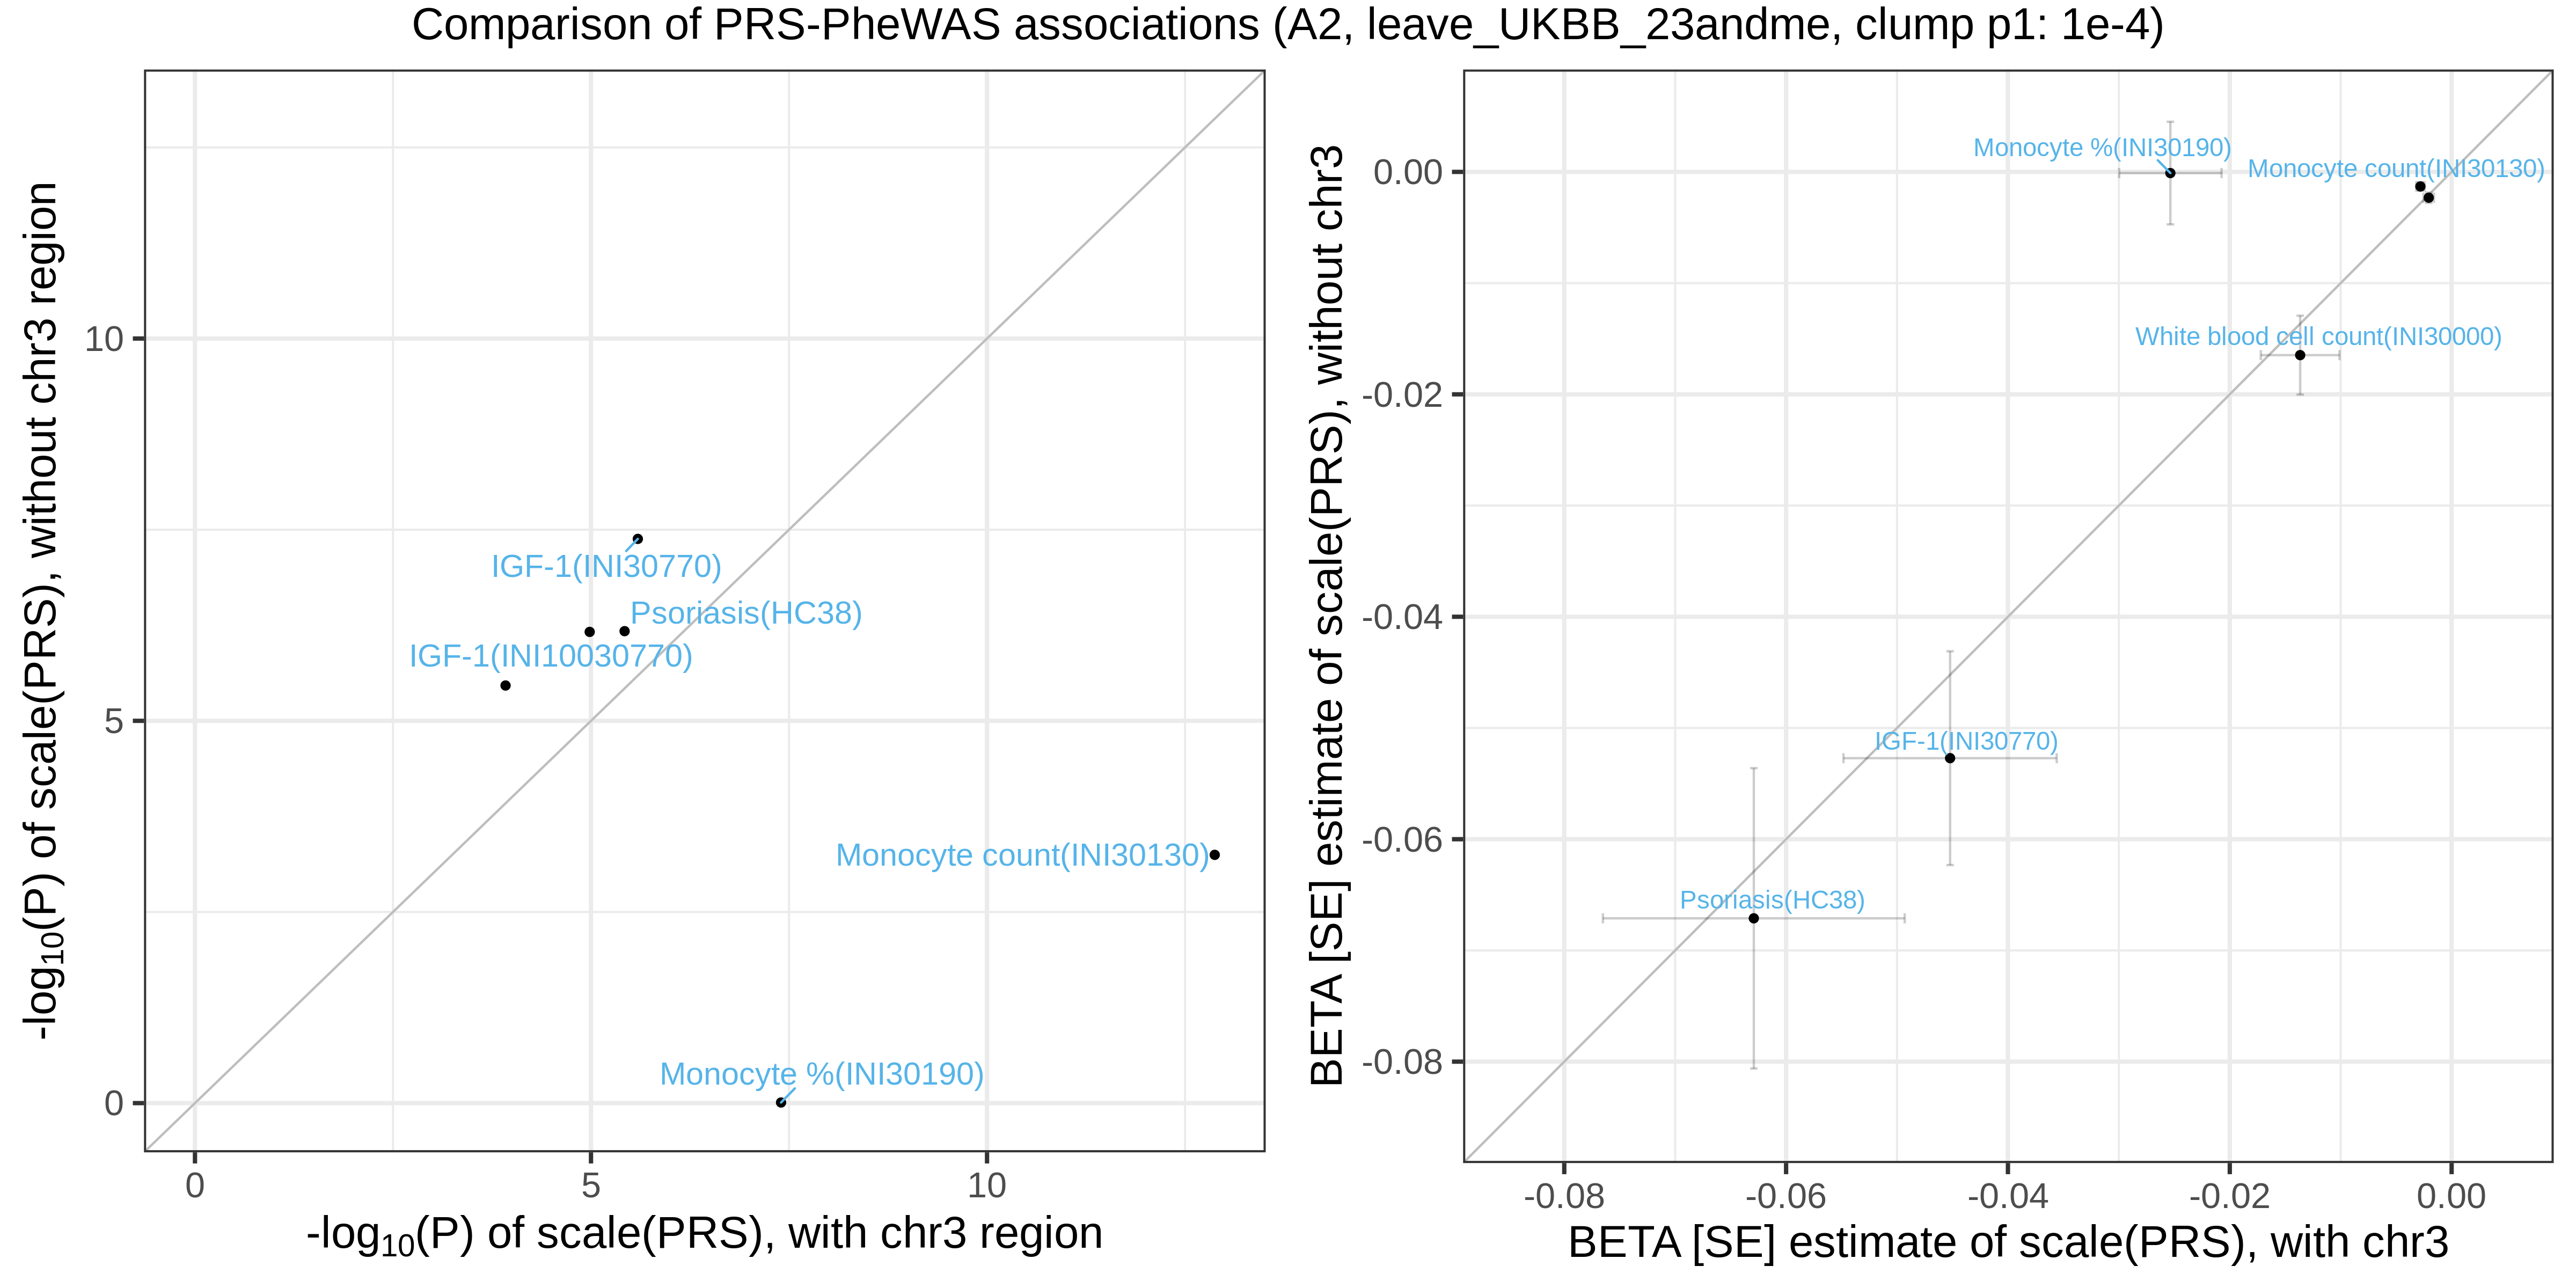 Comparison of PRS-PheWAS associations (A2, leave_UKBB_23andme, clump p1: 1e-4)
-log10(P) of scale(PRS), without chr3 region
10
5
0
IGF-1(INI30770)
Psoriasis(HC38)
IGF-1(INI10030770)
Monocyte count(INI30130)
Monocyte %(INI30190)
0 5 10
-log10(P) of scale(PRS), with chr3 region
BETA [SE] estimate of scale(PRS), without chr3
0.00
-0.02
-0.04
-0.06
-0.08
Monocyte %(INI30190)
Monocyte count(INI30130)
White blood cell count(INI30000)
IGF-1(INI30770)
Psoriasis(HC38)
-0.08 -0.06 -0.04 -0.02 0.00
BETA [SE] estimate of scale(PRS), with chr3